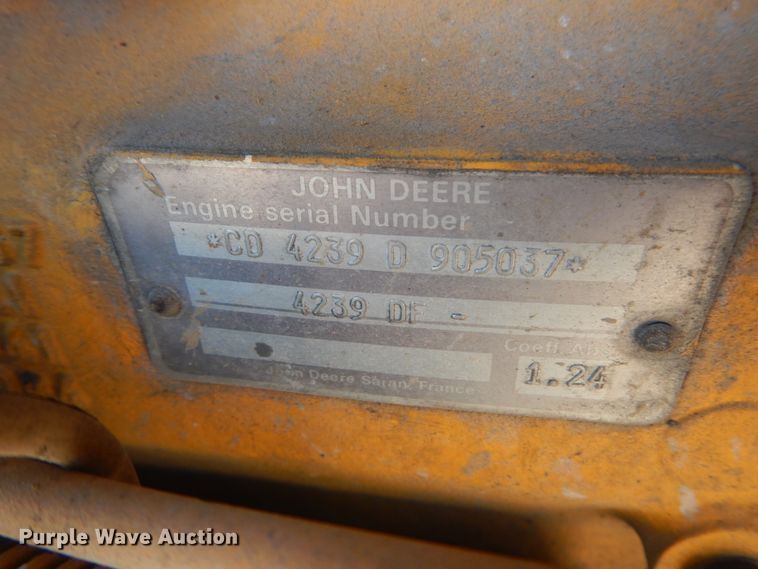 JOHN DEERE
Engine serial Number
*CD 4239 D 905037*
4239 DF -
Coeff. Ab
1.24
John Deere Saran. France
Purple Wave Auction®